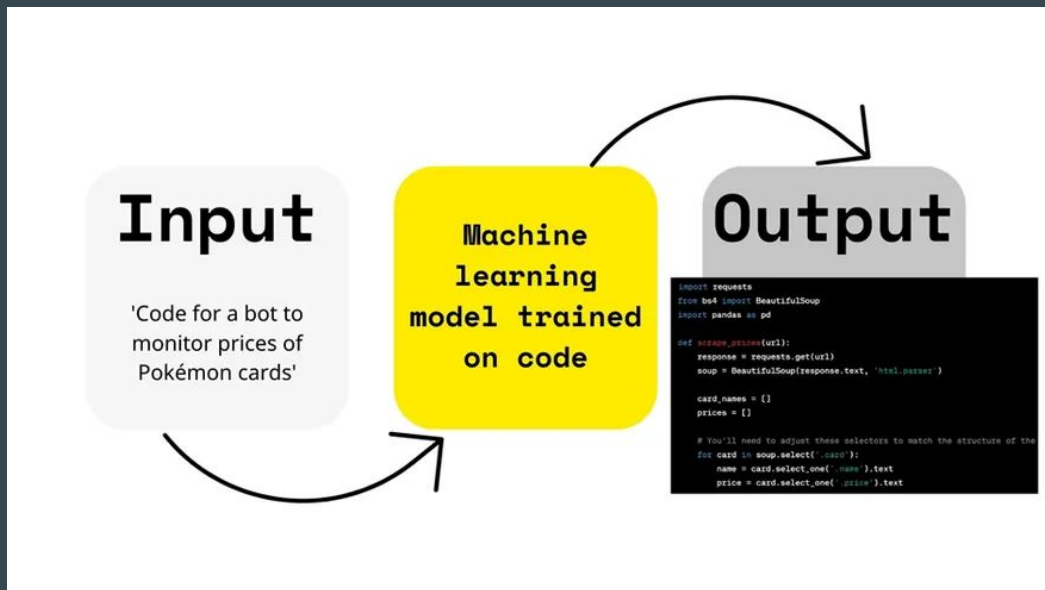 Input
'Code for a bot to
monitor prices of
Pokémon cards'
Machine
learning
model trained
on code
Output
import requests
from bs4 import BeautifulSoup
import pandas as pd
def scrape_prices(url):
response = requests.get(url)
soup = BeautifulSoup(response.text, 'html.parser')
card_names = []
prices = []
# You'll need to adjust these selectors to match the structure of the
for card in soup.select('.card'):
name = card.select_one('.name').text
price = card.select_one('.price').text